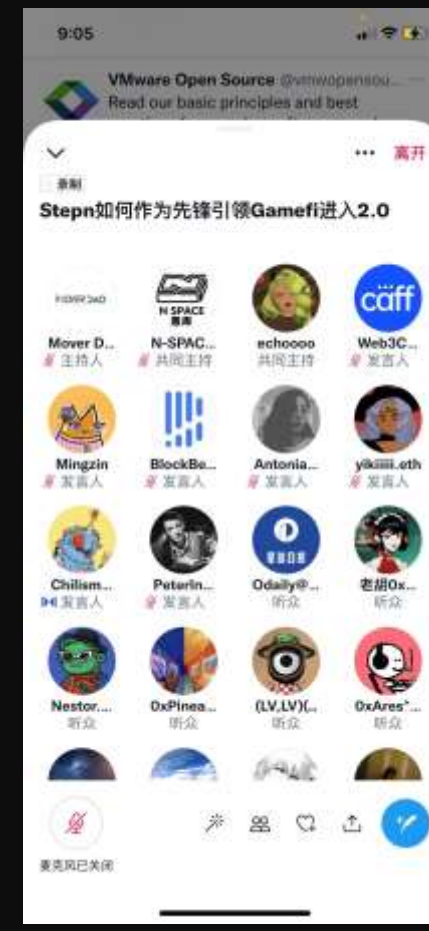 9:05
VMware Open Source @vmwopensou...
Read our basic principles and best
离开
录制
Stepn如何作为先锋引领Gamefi进入2.0
N SPACE
cäff
Mover D... N-SPAC... echoooo Web3C...
主持人 共同主持 共同主持 发言人
Mingzin BlockBe... Antonia... yikiiiii.eth
发言人 发言人 发言人 发言人
Chilism... PeterIn... Odaily@... 老胡0x...
发言人 发言人 听众 听众
Nestor... 0xPinea... (LV,LV)(... 0xAres*...
听众 听众 听众 听众
麦克风已关闭